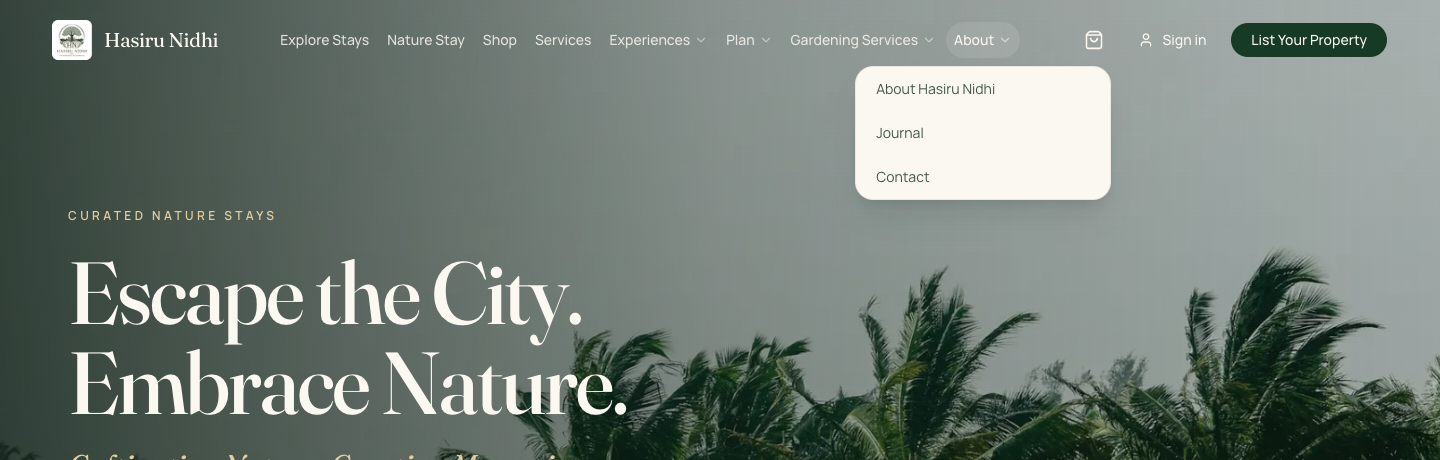 Hasiru Nidhi
Explore Stays
Nature Stay
Shop
Services
Experiences
Plan
Gardening Services
About
Sign in
List Your Property
About Hasiru Nidhi
Journal
Contact
CURATED NATURE STAYS
Escape the City.
Embrace Nature.